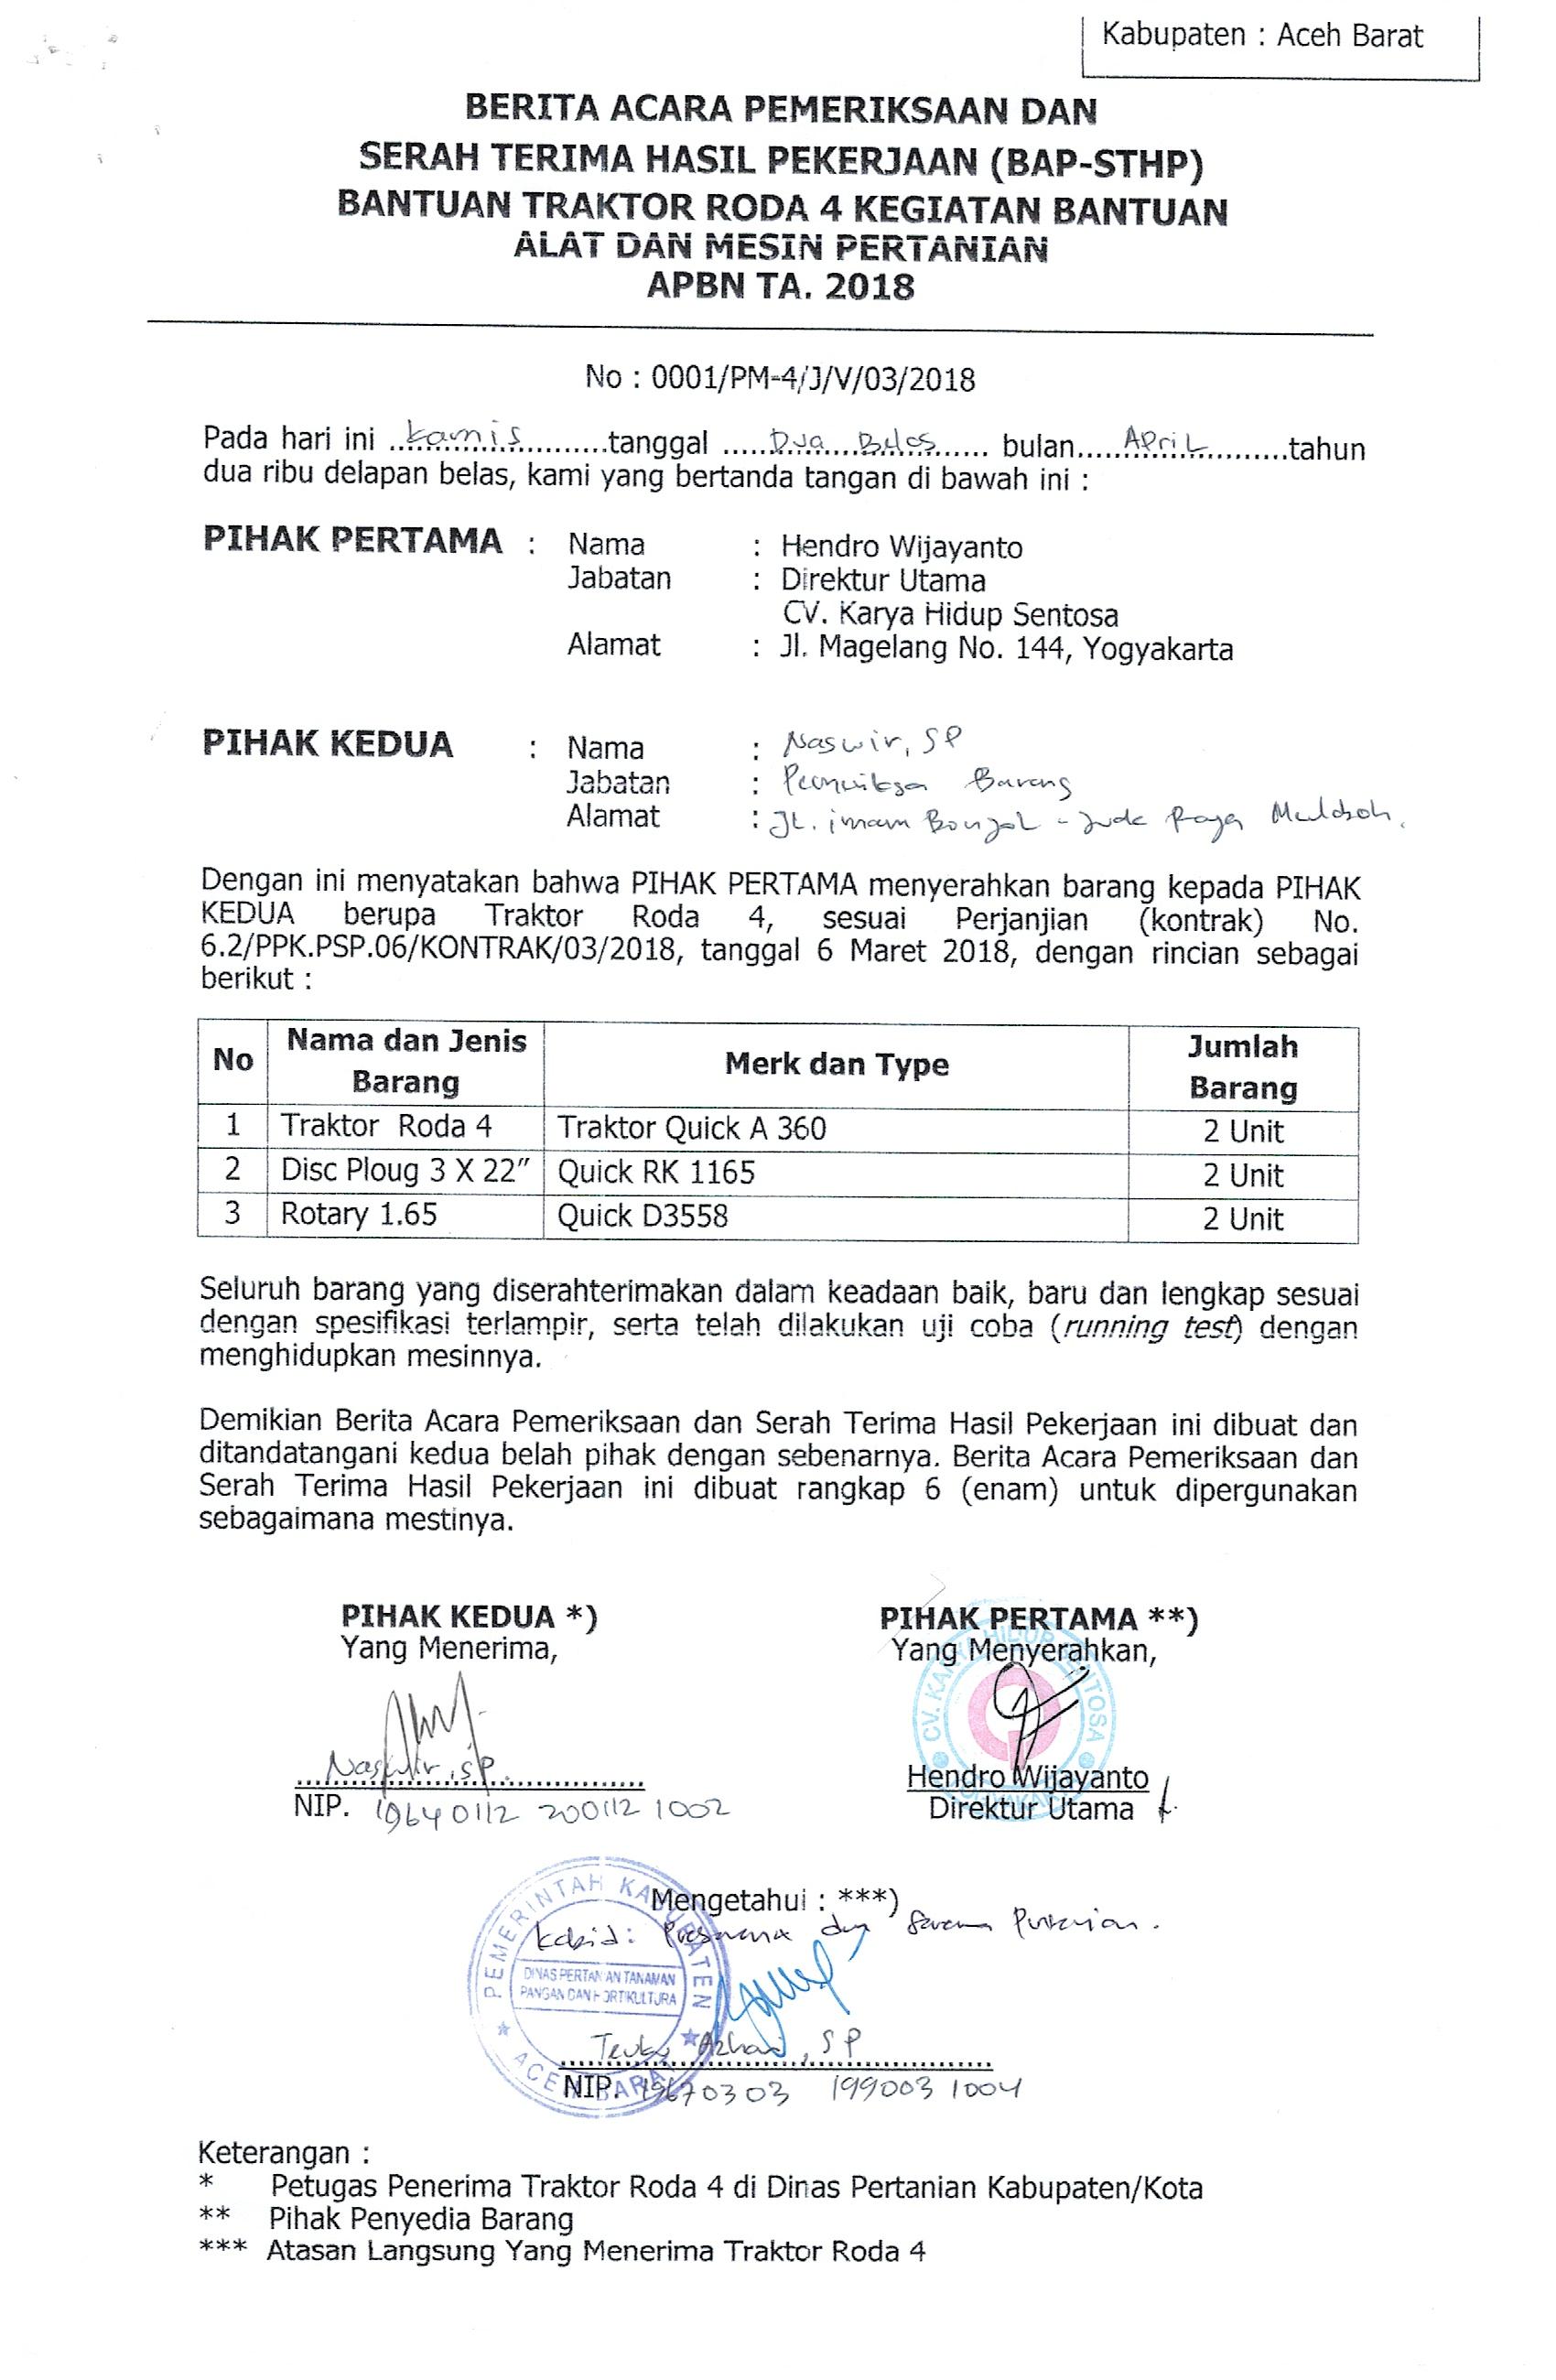 Kabupaten : Aceh Barat
BERITA ACARA PEMERIKSAAN DAN
SERAH TERIMA HASIL PEKERJAAN (BAP-STHP)
BANTUAN TRAKTOR RODA 4 KEGIATAN BANTUAN
ALAT DAN MESIN PERTANIAN
APBN TA. 2018
No : 0001/PM-4/J/V/03/2018
Pada hari ini ...Kamis...tanggal ...Dua Belas... bulan...April...tahun
dua ribu delapan belas, kami yang bertanda tangan di bawah ini :
PIHAK PERTAMA : Nama : Hendro Wijayanto
Jabatan : Direktur Utama
CV. Karya Hidup Sentosa
Alamat : Jl. Magelang No. 144, Yogyakarta
PIHAK KEDUA : Nama : Naswir, SP
Jabatan : Pemeriksa Barang
Alamat : JL. imam Bonjol - Raya
Dengan ini menyatakan bahwa PIHAK PERTAMA menyerahkan barang kepada PIHAK
KEDUA berupa Traktor Roda 4, sesuai Perjanjian (kontrak) No.
6.2/PPK.PSP.06/KONTRAK/03/2018, tanggal 6 Maret 2018, dengan rincian sebagai
berikut :
No Nama dan Jenis Barang Merk dan Type Jumlah Barang
1 Traktor Roda 4 Traktor Quick A 360 2 Unit
2 Disc Ploug 3 X 22" Quick RK 1165 2 Unit
3 Rotary 1.65 Quick D3558 2 Unit
Seluruh barang yang diserahterimakan dalam keadaan baik, baru dan lengkap sesuai
dengan spesifikasi terlampir, serta telah dilakukan uji coba (running test) dengan
menghidupkan mesinnya.
Demikian Berita Acara Pemeriksaan dan Serah Terima Hasil Pekerjaan ini dibuat dan
ditandatangani kedua belah pihak dengan sebenarnya. Berita Acara Pemeriksaan dan
Serah Terima Hasil Pekerjaan ini dibuat rangkap 6 (enam) untuk dipergunakan
sebagaimana mestinya.
PIHAK KEDUA *) PIHAK PERTAMA **)
Yang Menerima, Yang Menyerahkan,
CV. KARYA HIDUP SENTOSA
YOGYAKARTA
Naswir, SP. Hendro Wijayanto
NIP. 19640112 200112 1002 Direktur Utama
Mengetahui : ***)
Kabid: Prasarana dan Sarana Pertanian.
PEMERINTAH KABUPATEN
DINAS PERTANIAN TANAMAN
PANGAN DAN HORTIKULTURA
ACEH BARAT
Teuku Azhari, SP
NIP. 19670303 199003 1004
Keterangan :
* Petugas Penerima Traktor Roda 4 di Dinas Pertanian Kabupaten/Kota
** Pihak Penyedia Barang
*** Atasan Langsung Yang Menerima Traktor Roda 4